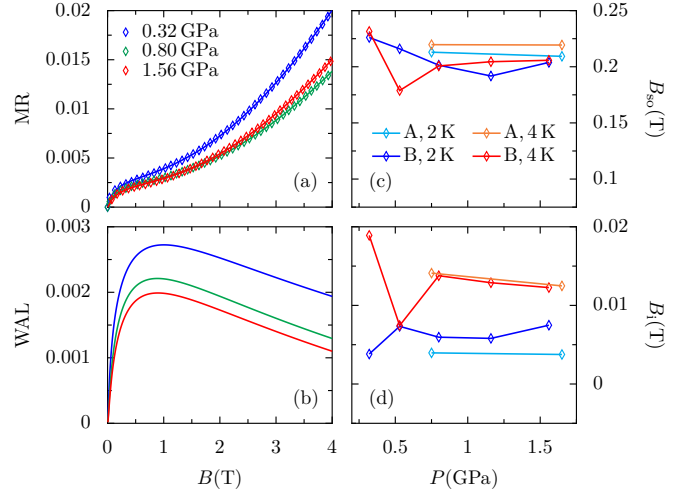 0.02
0.015
0.01
0.005
0
MR
0.32 GPa
0.80 GPa
1.56 GPa
(a)
0.25
0.2
0.15
0.1
B_so(T)
A, 2 K
A, 4 K
B, 2 K
B, 4 K
(c)
0.003
0.002
0.001
0
WAL
(b)
0
1
2
3
4
B(T)
0.02
0.01
0
B_i(T)
(d)
0.5
1
1.5
P(GPa)